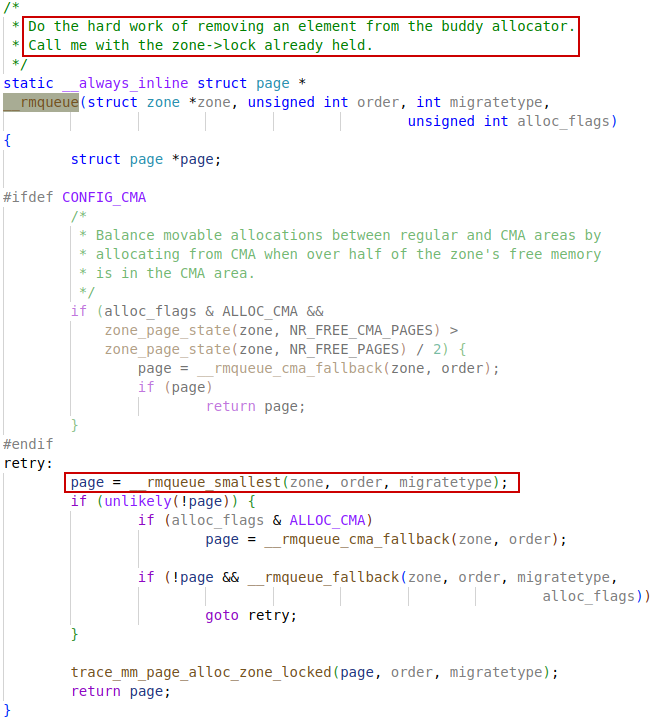 /*
 * Do the hard work of removing an element from the buddy allocator.
 * Call me with the zone->lock already held.
 */
static __always_inline struct page *
__rmqueue(struct zone *zone, unsigned int order, int migratetype,
						unsigned int alloc_flags)
{
	struct page *page;

#ifdef CONFIG_CMA
	/*
	 * Balance movable allocations between regular and CMA areas by
	 * allocating from CMA when over half of the zone's free memory
	 * is in the CMA area.
	 */
	if (alloc_flags & ALLOC_CMA &&
	    zone_page_state(zone, NR_FREE_CMA_PAGES) >
	    zone_page_state(zone, NR_FREE_PAGES) / 2) {
		page = __rmqueue_cma_fallback(zone, order);
		if (page)
			return page;
	}
#endif
retry:
	page = __rmqueue_smallest(zone, order, migratetype);
	if (unlikely(!page)) {
		if (alloc_flags & ALLOC_CMA)
			page = __rmqueue_cma_fallback(zone, order);

		if (!page && __rmqueue_fallback(zone, order, migratetype,
								alloc_flags))
			goto retry;
	}

	trace_mm_page_alloc_zone_locked(page, order, migratetype);
	return page;
}